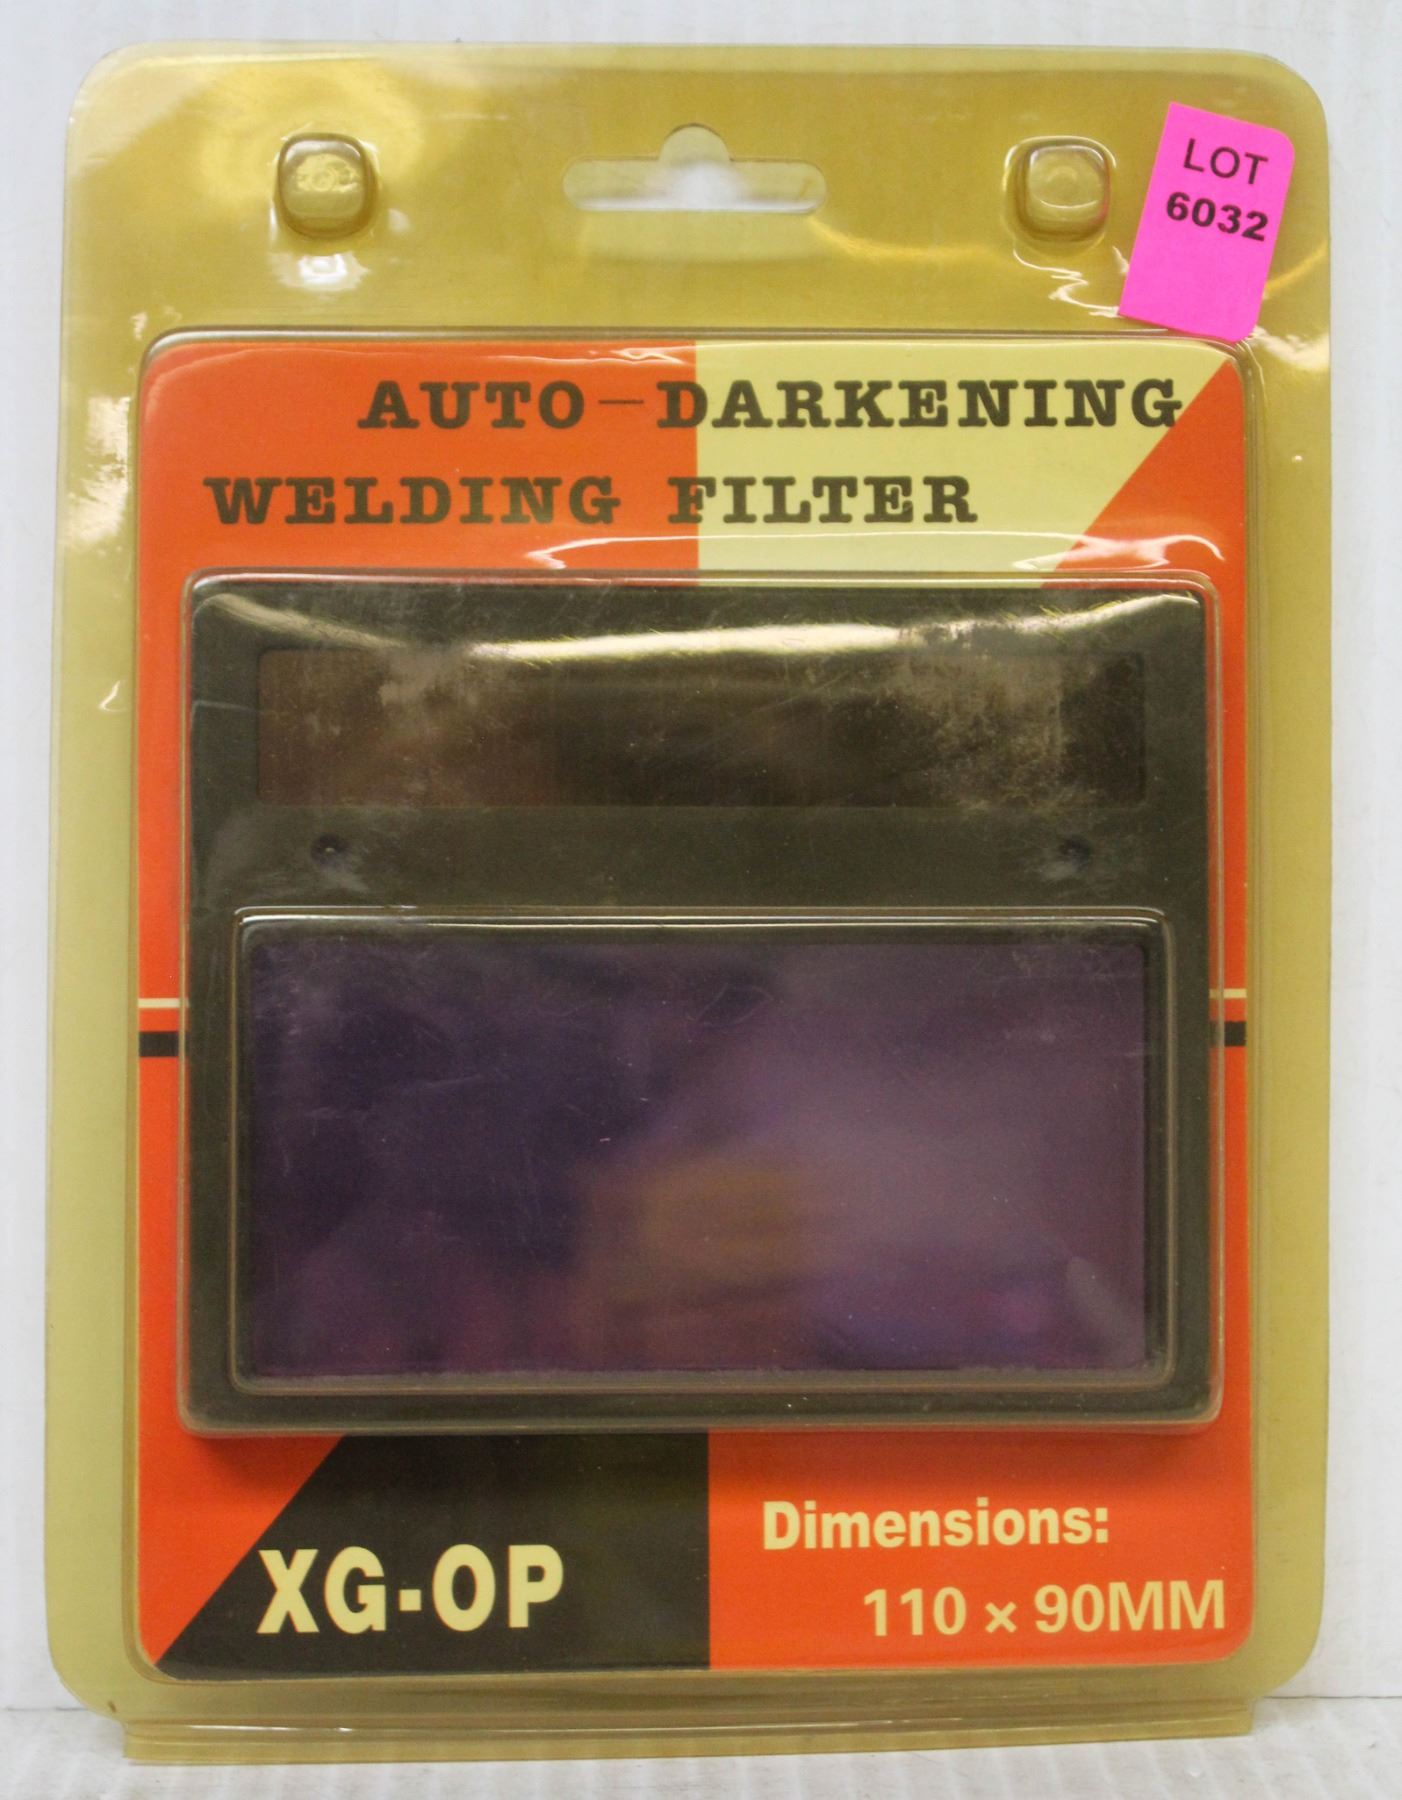 LOT
6032
AUTO-DARKENING
WELDING FILTER
XG-OP
Dimensions:
110 × 90MM